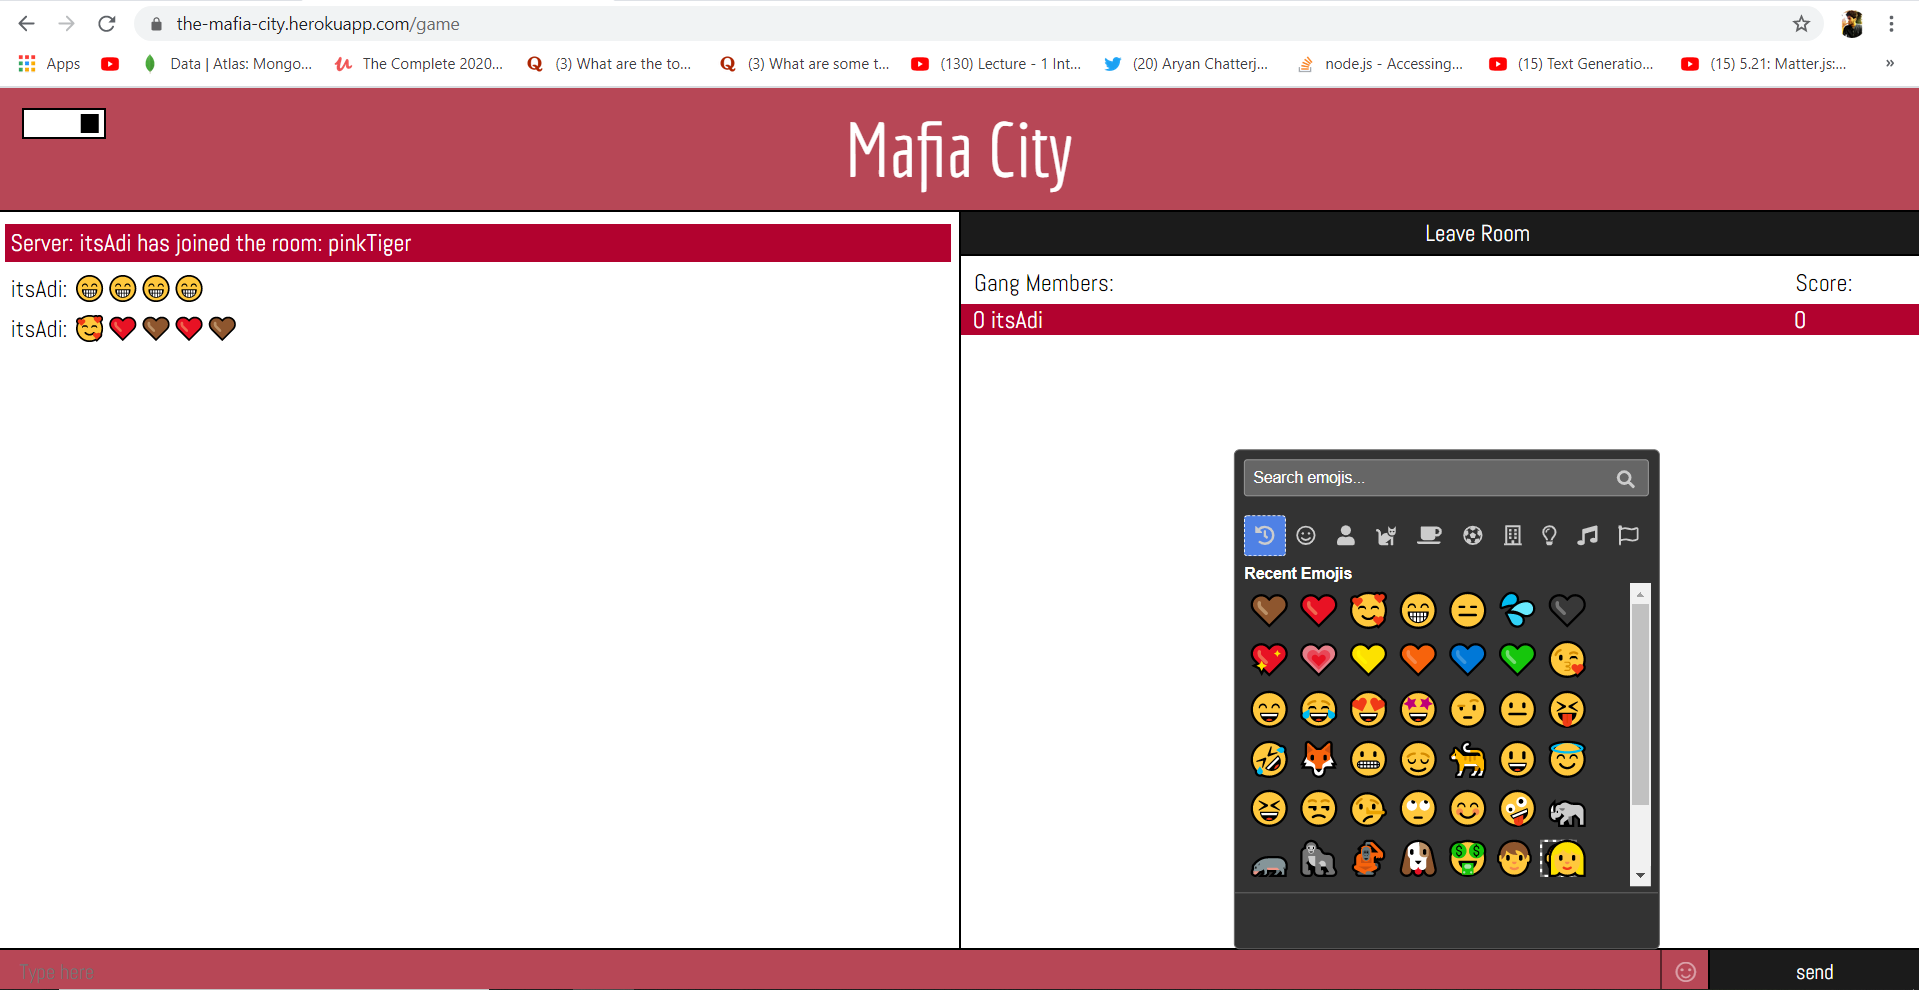 the-mafia-city.herokuapp.com/game
Apps
Data | Atlas: Mongo...
The Complete 2020...
(3) What are the to...
(3) What are some t...
(130) Lecture - 1 Int...
(20) Aryan Chatterj...
node.js - Accessing...
(15) Text Generatio...
(15) 5.21: Matter.js:...
»
Mafia City
Server: itsAdi has joined the room: pinkTiger
itsAdi: 😁😁😁😁
itsAdi: 🥰❤️🤎❤️🤎
Leave Room
Gang Members: Score:
0 itsAdi 0
Search emojis...
Recent Emojis
Type here
send